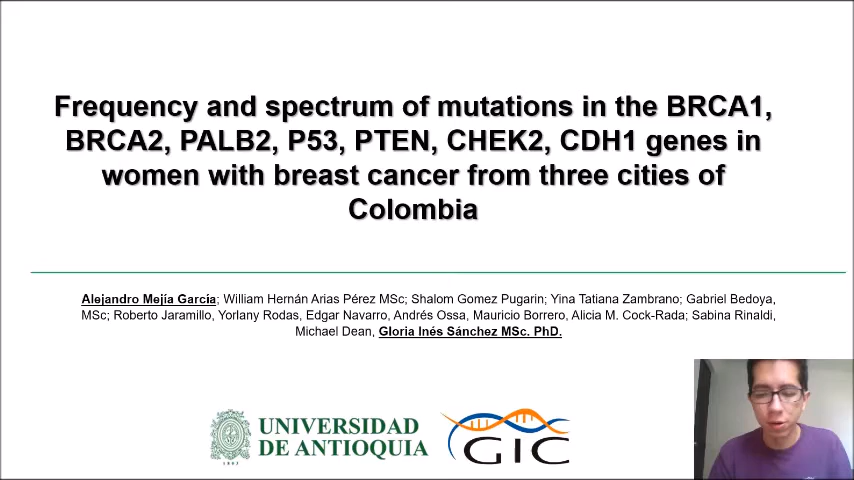 Frequency and spectrum of mutations in the BRCA1,
BRCA2, PALB2, P53, PTEN, CHEK2, CDH1 genes in
women with breast cancer from three cities of
Colombia
Alejandro Mejía García; William Hernán Arias Pérez MSc; Shalom Gomez Pugarin; Yina Tatiana Zambrano; Gabriel Bedoya,
MSc; Roberto Jaramillo, Yorlany Rodas, Edgar Navarro, Andrés Ossa, Mauricio Borrero, Alicia M. Cock-Rada; Sabina Rinaldi,
Michael Dean, Gloria Inés Sánchez MSc. PhD.
UNIVERSIDAD
DE ANTIOQUIA
1803
GIC